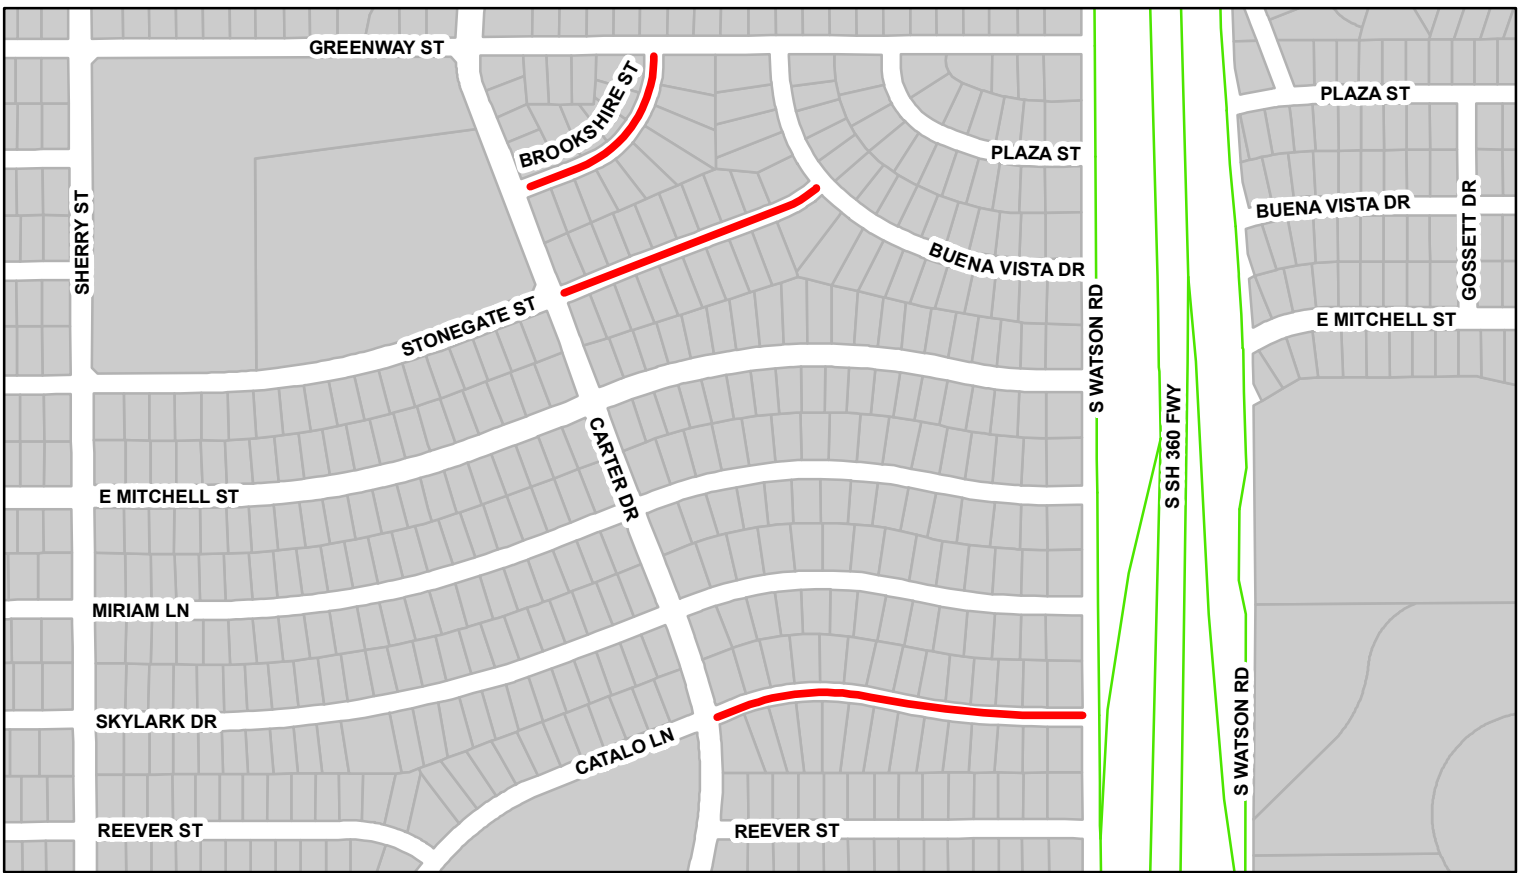 GREENWAY ST
BROOKSHIRE ST
PLAZA ST
PLAZA ST
SHERRY ST
BUENA VISTA DR
GOSSETT DR
BUENA VISTA DR
STONEGATE ST
S WATSON RD
E MITCHELL ST
S SH 360 FWY
CARTER DR
E MITCHELL ST
MIRIAM LN
SKYLARK DR
CATALO LN
S WATSON RD
REEVER ST
REEVER ST